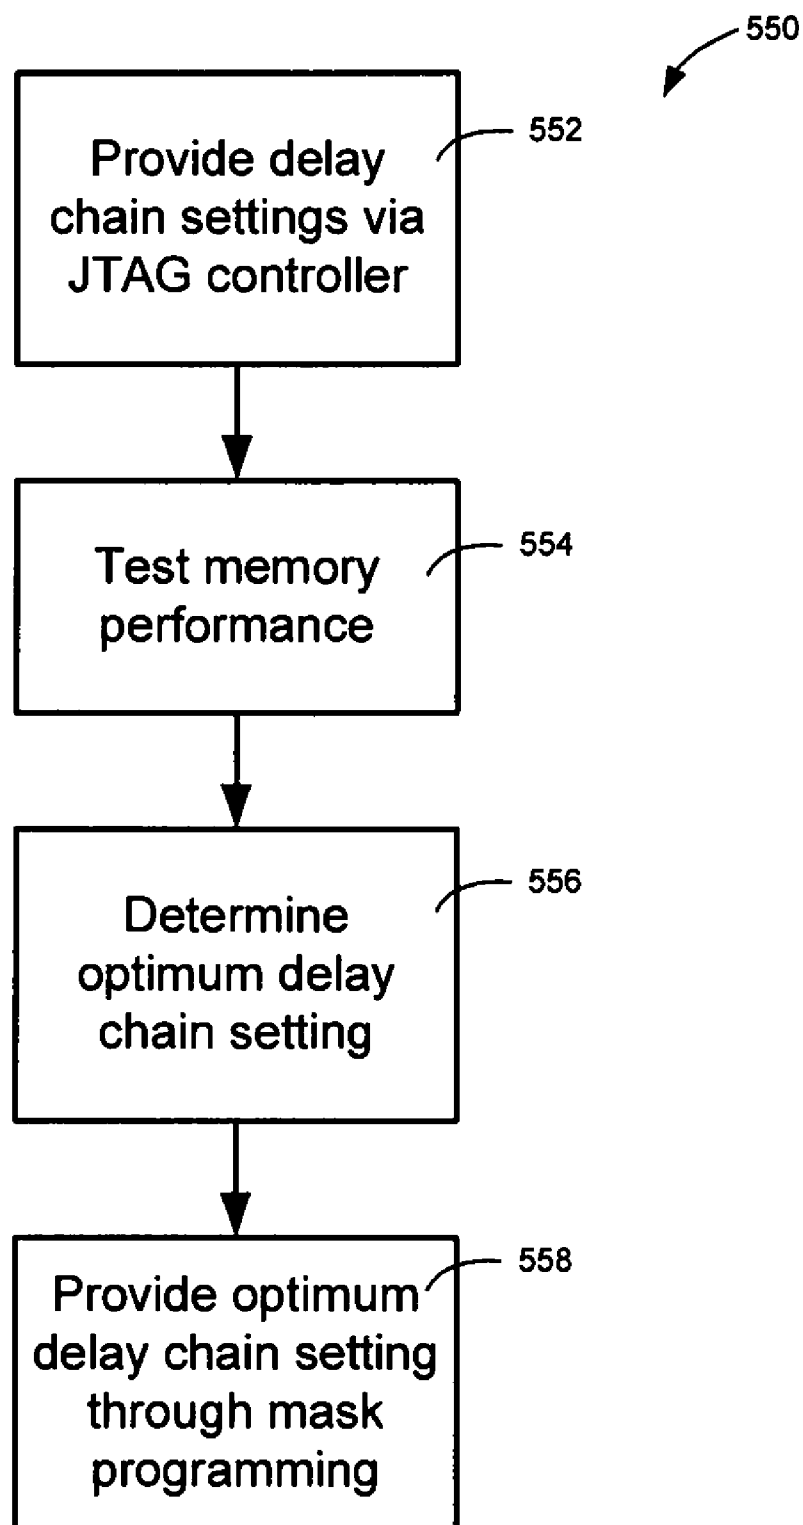 550
552
Provide delay
chain settings via
JTAG controller
554
Test memory
performance
556
Determine
optimum delay
chain setting
558
Provide optimum
delay chain setting
through mask
programming